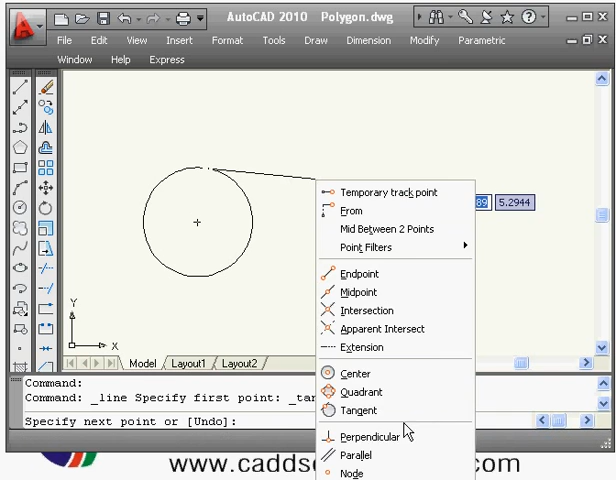 AutoCAD 2010 Polygon.dwg
File Edit View Insert Format Tools Draw Dimension Modify Parametric
Window Help Express
Temporary track point
89 5.2944
From
Mid Between 2 Points
Point Filters
Endpoint
Midpoint
Intersection
Y
Apparent Intersect
X
Extension
Model Layout1 Layout2
Center
Command:
Quadrant
Command: _line Specify first point: _tan
Tangent
Specify next point or [Undo]:
Perpendicular
Parallel
Node
www.cadds
.com